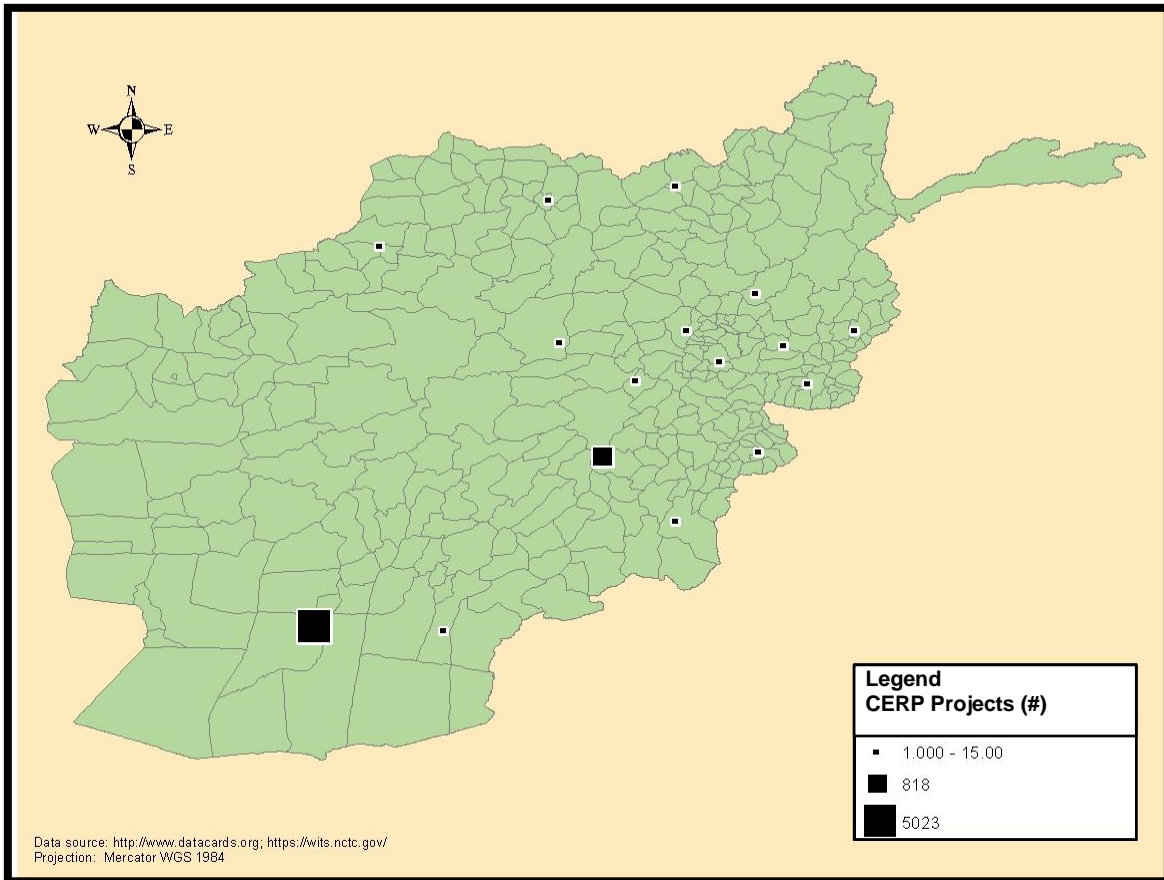 N
W E
S
Legend
CERP Projects (#)
1.000 - 15.00
818
5023
Data source: http://www.datacards.org; https://wits.nctc.gov/
Projection: Mercator WGS 1984